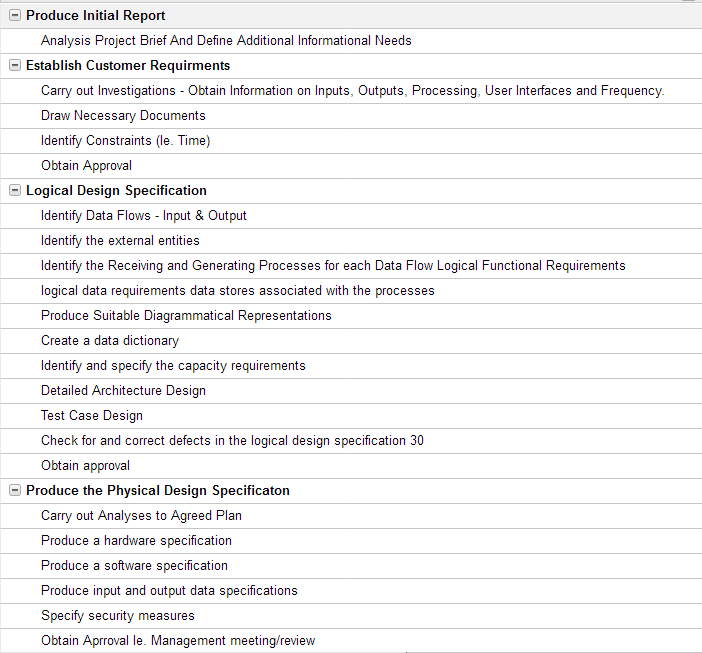 Produce Initial Report
Analysis Project Brief And Define Additional Informational Needs
Establish Customer Requirments
Carry out Investigations - Obtain Information on Inputs, Outputs, Processing, User Interfaces and Frequency.
Draw Necessary Documents
Identify Constraints (Ie. Time)
Obtain Approval
Logical Design Specification
Identify Data Flows - Input & Output
Identify the external entities
Identify the Receiving and Generating Processes for each Data Flow Logical Functional Requirements
logical data requirements data stores associated with the processes
Produce Suitable Diagrammatical Representations
Create a data dictionary
Identify and specify the capacity requirements
Detailed Architecture Design
Test Case Design
Check for and correct defects in the logical design specification 30
Obtain approval
Produce the Physical Design Specificaton
Carry out Analyses to Agreed Plan
Produce a hardware specification
Produce a software specification
Produce input and output data specifications
Specify security measures
Obtain Aprroval Ie. Management meeting/review